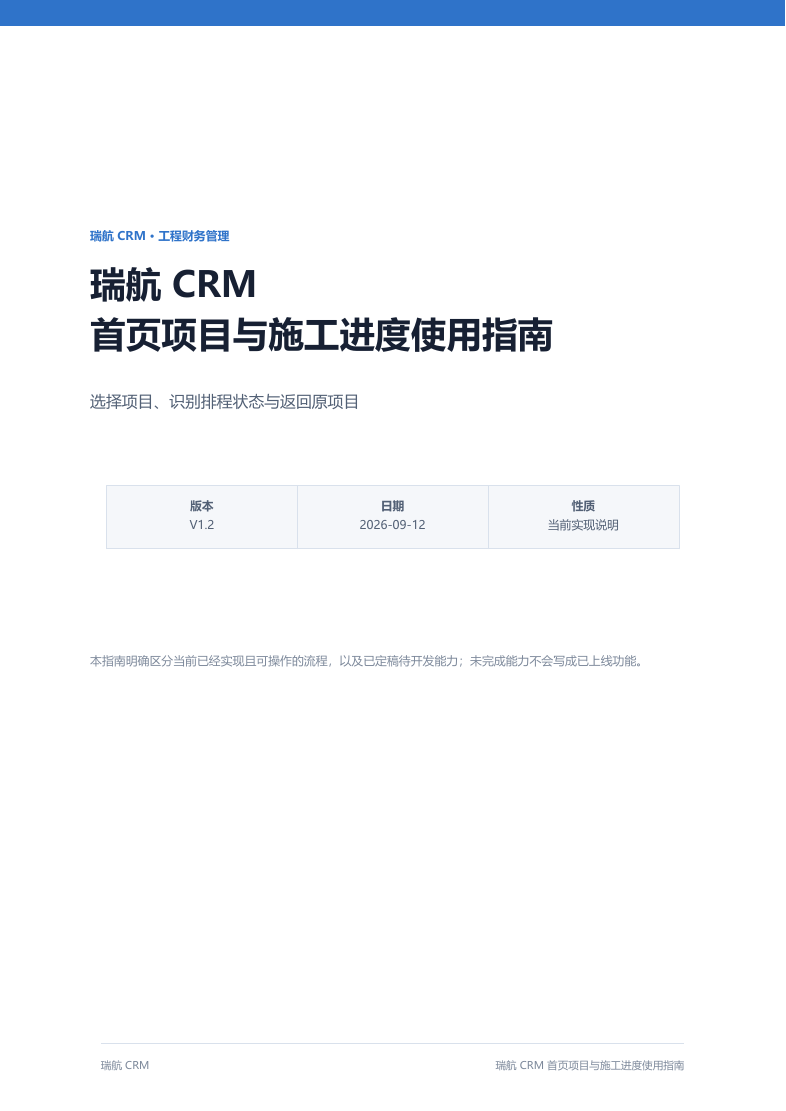 瑞航 CRM · 工程财务管理
瑞航 CRM
首页项目与施工进度使用指南
选择项目、识别排程状态与返回原项目
版本
V1.2
日期
2026-09-12
性质
当前实现说明
本指南明确区分当前已经实现且可操作的流程，以及已定稿待开发能力；未完成能力不会写成已上线功能。
瑞航 CRM
瑞航 CRM 首页项目与施工进度使用指南